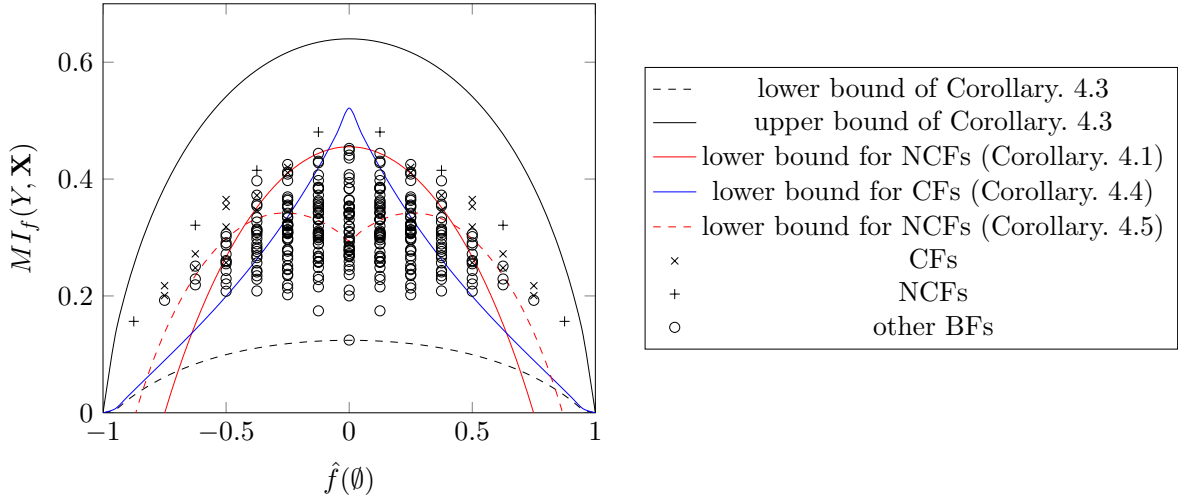 0.6
0.4
0.2
0
−1
−0.5
0
0.5
1
MI_f(Y, X)
f̂(∅)
lower bound of Corollary. 4.3
upper bound of Corollary. 4.3
lower bound for NCFs (Corollary. 4.1)
lower bound for CFs (Corollary. 4.4)
lower bound for NCFs (Corollary. 4.5)
CFs
NCFs
other BFs